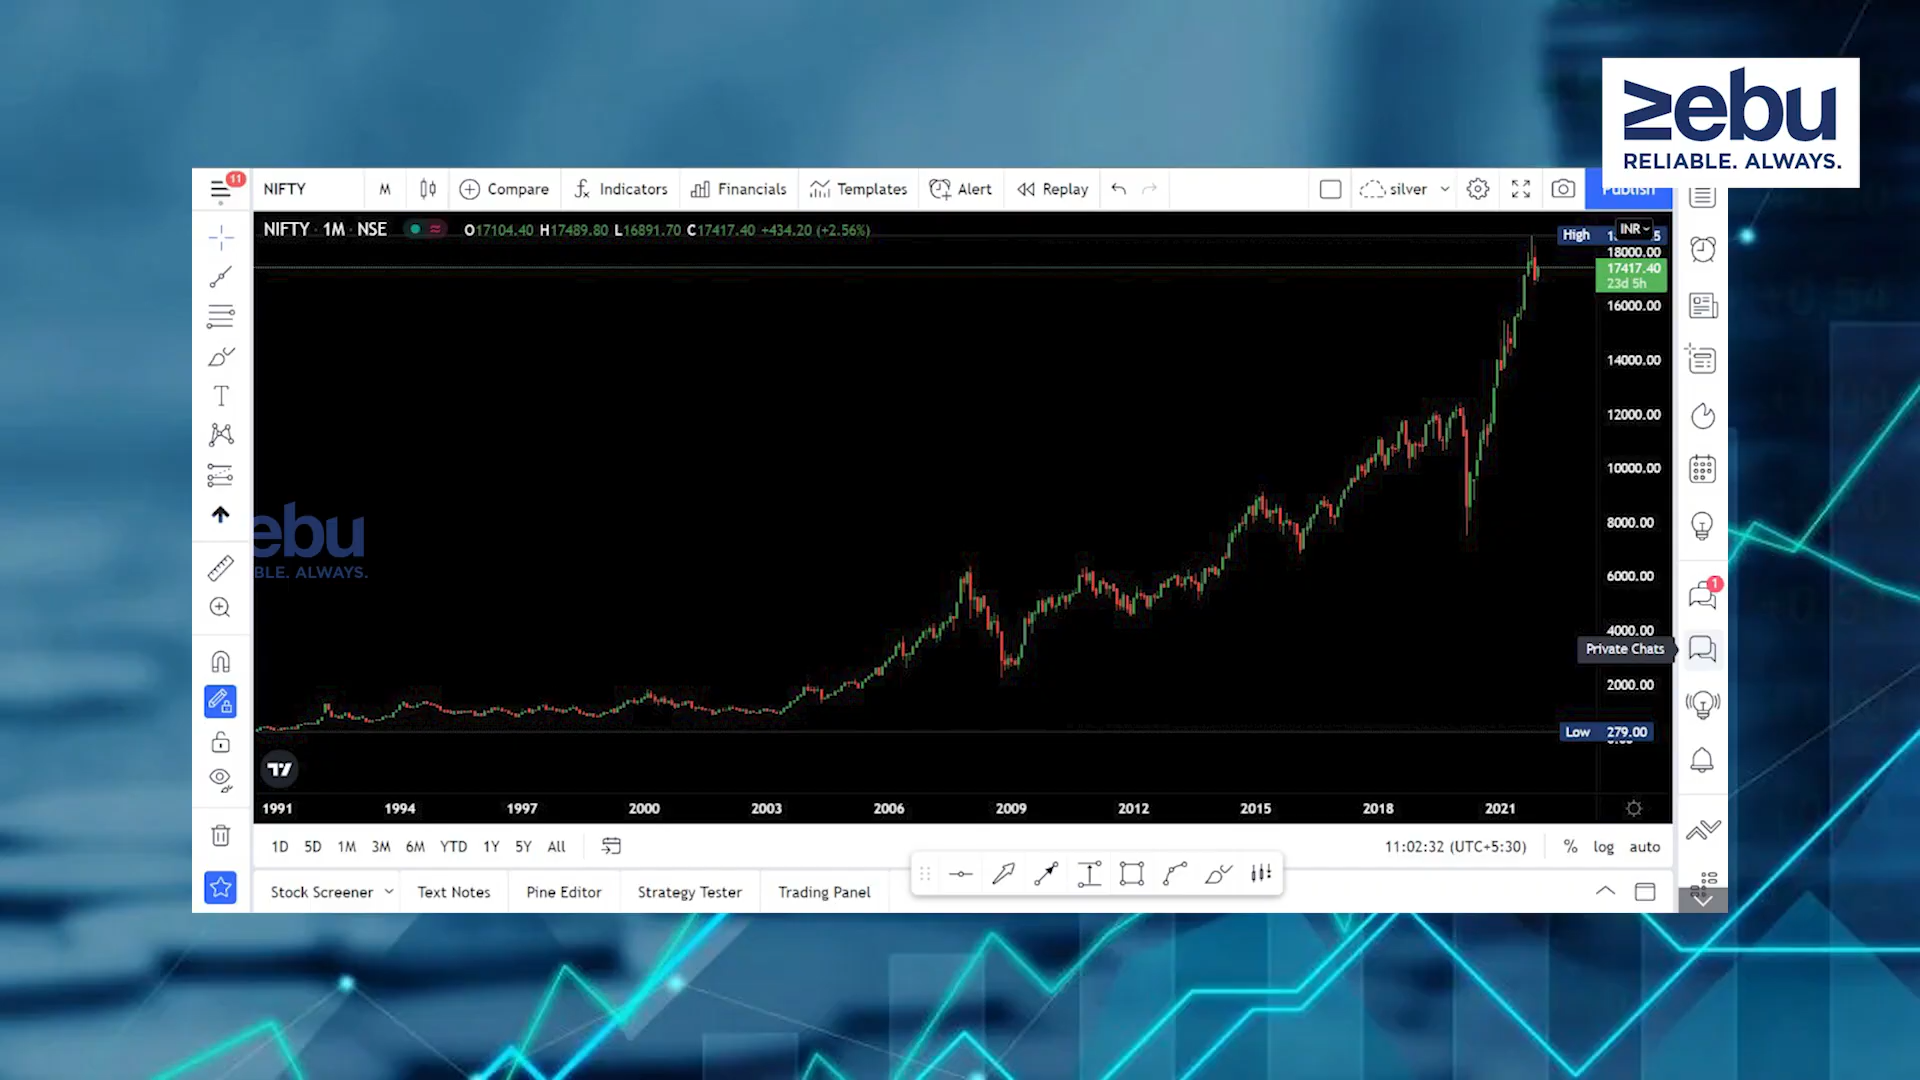 zebu
RELIABLE. ALWAYS.
11
NIFTY M Compare Indicators Financials Templates Alert Replay silver Publish
NIFTY · 1M · NSE O17104.40 H17489.80 L16891.70 C17417.40 +434.20 (+2.56%)
INR
High
18000.00
17417.40
23d 5h
16000.00
14000.00
12000.00
10000.00
8000.00
ebu
BLE. ALWAYS.
6000.00
1
4000.00
Private Chats
2000.00
Low 279.00
1991 1994 1997 2000 2003 2006 2009 2012 2015 2018 2021
1D 5D 1M 3M 6M YTD 1Y 5Y All 11:02:32 (UTC+5:30) % log auto
Stock Screener Text Notes Pine Editor Strategy Tester Trading Panel